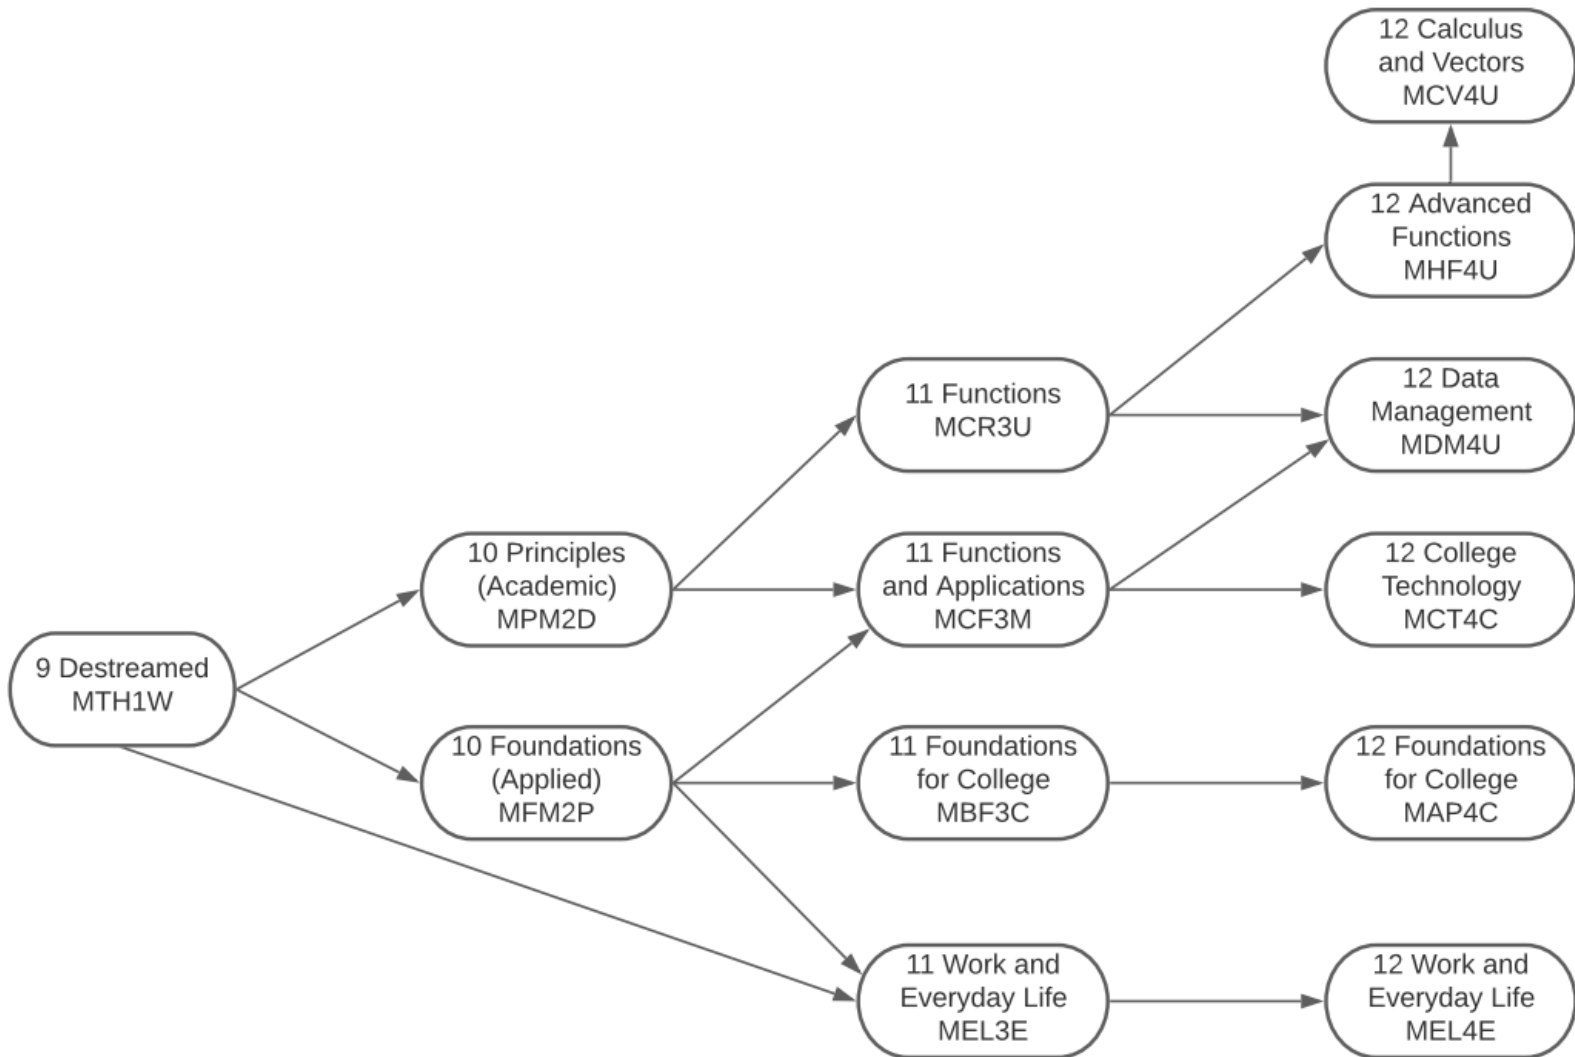 12 Calculus
and Vectors
MCV4U
12 Advanced
Functions
MHF4U
11 Functions
MCR3U
12 Data
Management
MDM4U
10 Principles
(Academic)
MPM2D
11 Functions
and Applications
MCF3M
12 College
Technology
MCT4C
9 Destreamed
MTH1W
10 Foundations
(Applied)
MFM2P
11 Foundations
for College
MBF3C
12 Foundations
for College
MAP4C
11 Work and
Everyday Life
MEL3E
12 Work and
Everyday Life
MEL4E